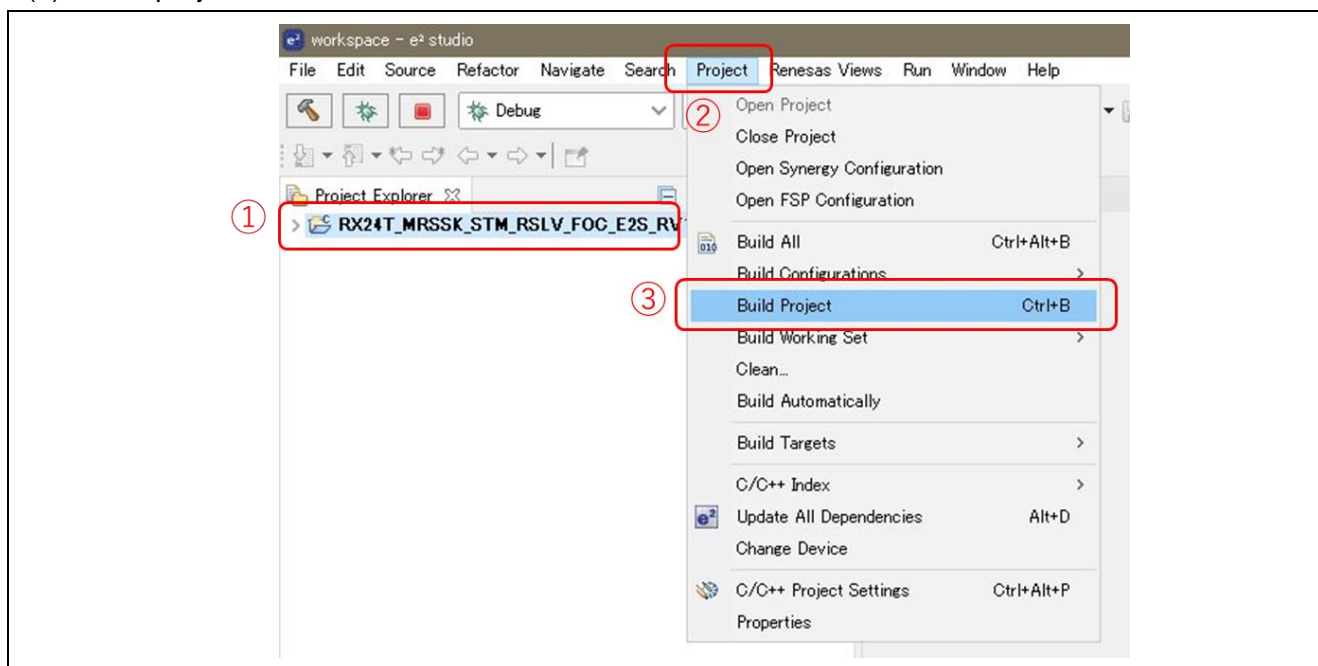 workspace - e² studio
File Edit Source Refactor Navigate Search Project Renesas Views Run Window Help
Debug
② Open Project
Close Project
Open Synergy Configuration
Project Explorer
Open FSP Configuration
① RX24T_MRSSK_STM_RSLV_FOC_E2S_RV
Build All Ctrl+Alt+B
Build Configurations
③ Build Project Ctrl+B
Build Working Set
Clean...
Build Automatically
Build Targets
C/C++ Index
e² Update All Dependencies Alt+D
Change Device
C/C++ Project Settings Ctrl+Alt+P
Properties